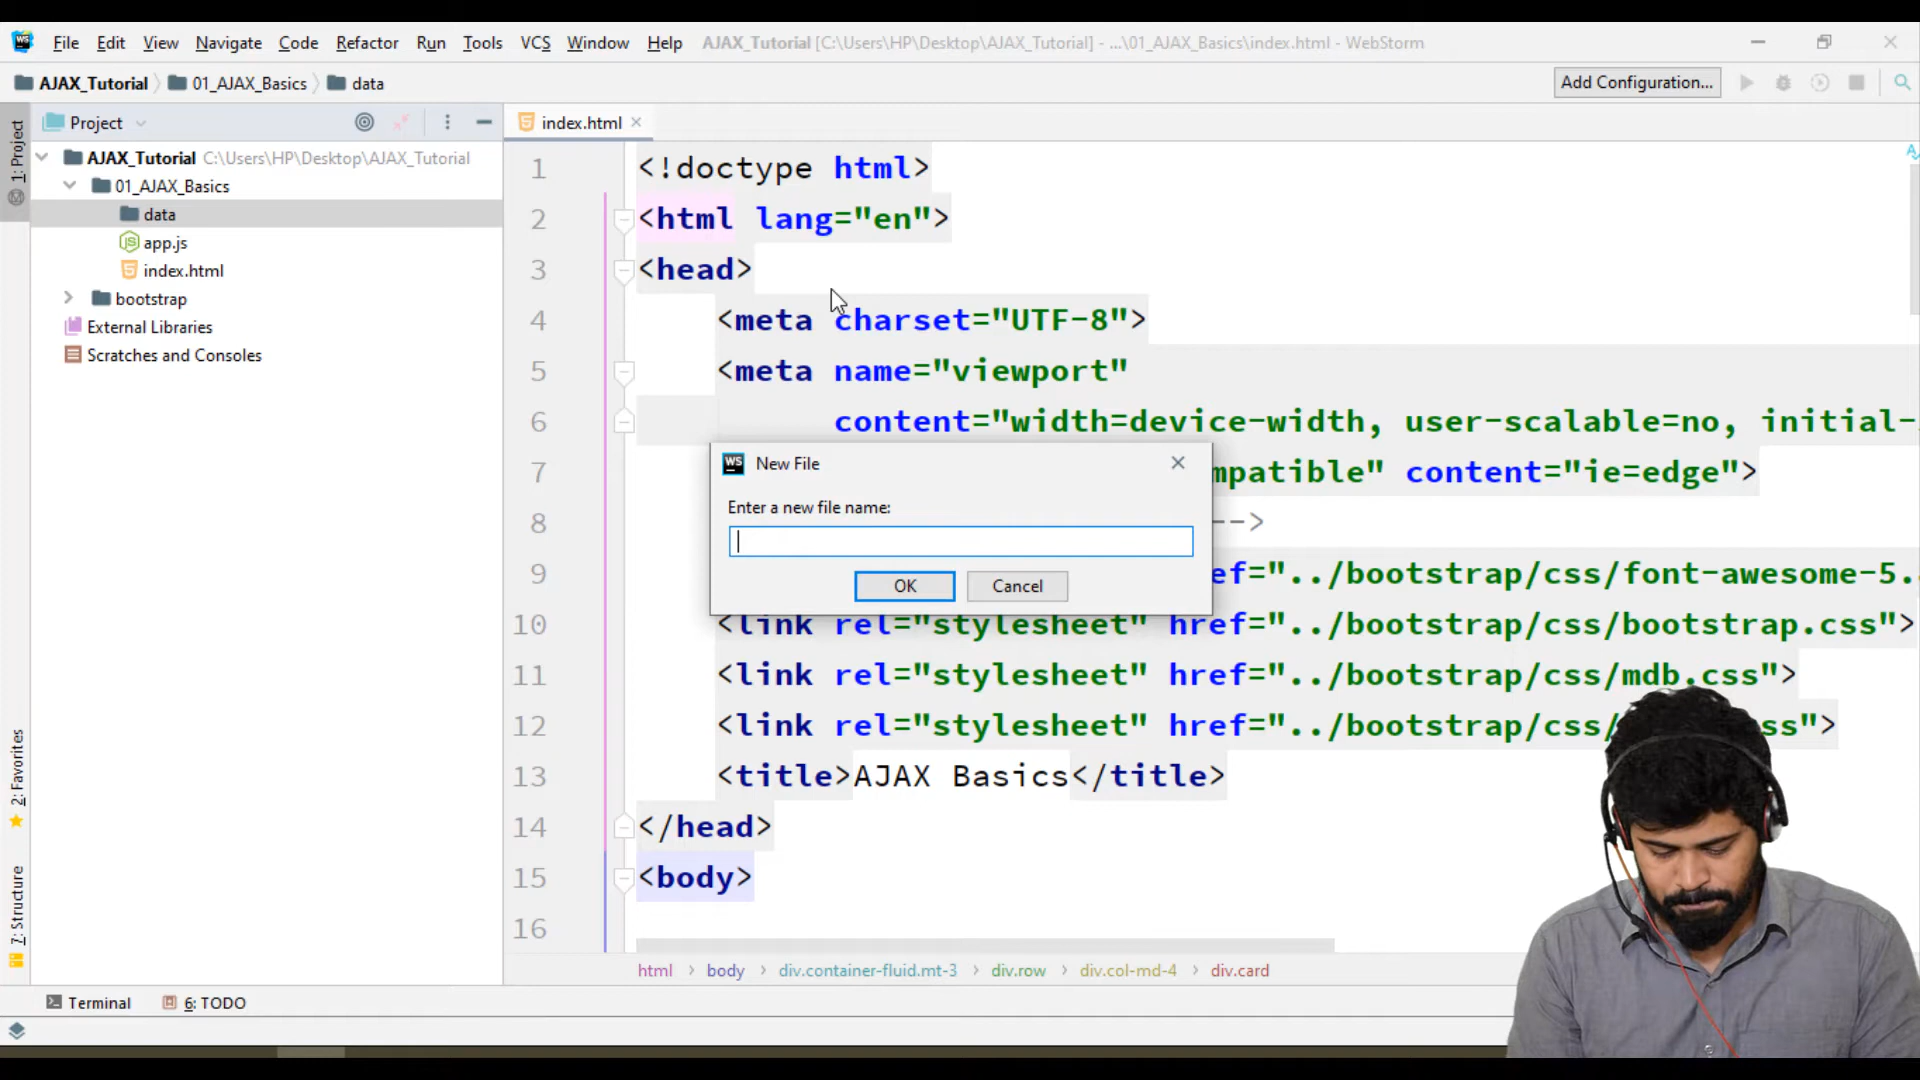 WS File Edit View Navigate Code Refactor Run Tools VCS Window Help AJAX_Tutorial [C:\Users\HP\Desktop\AJAX_Tutorial] - ...\01_AJAX_Basics\index.html - WebStorm
AJAX_Tutorial 01_AJAX_Basics data Add Configuration...
1: Project
Project
index.html
AJAX_Tutorial C:\Users\HP\Desktop\AJAX_Tutorial
01_AJAX_Basics
data
JS app.js
index.html
bootstrap
External Libraries
Scratches and Consoles
1 <!doctype html>
2 <html lang="en">
3 <head>
4 <meta charset="UTF-8">
5 <meta name="viewport"
6 content="width=device-width, user-scalable=no, initial-
7 mpatible" content="ie=edge">
8 -->
9 ef="../bootstrap/css/font-awesome-5.
10 <link rel="stylesheet" href="../bootstrap/css/bootstrap.css">
11 <link rel="stylesheet" href="../bootstrap/css/mdb.css">
12 <link rel="stylesheet" href="../bootstrap/css/ ss">
13 <title>AJAX Basics</title>
14 </head>
15 <body>
16
WS New File
Enter a new file name:
OK Cancel
2: Favorites
7: Structure
html body div.container-fluid.mt-3 div.row div.col-md-4 div.card
Terminal 6: TODO